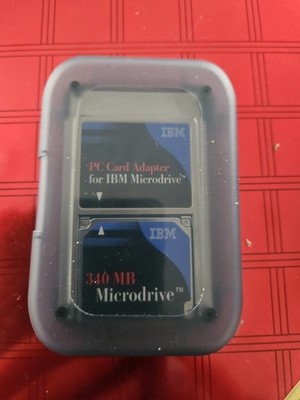 IBM
PC Card Adapter
for IBM Microdrive™
IBM
340 MB
Microdrive™